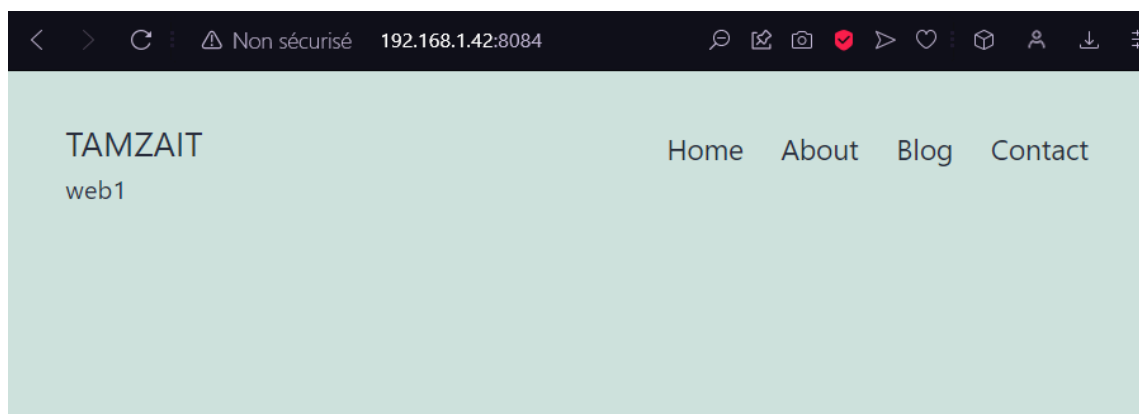 Non sécurisé 192.168.1.42:8084
TAMZAIT
Home About Blog Contact
web1